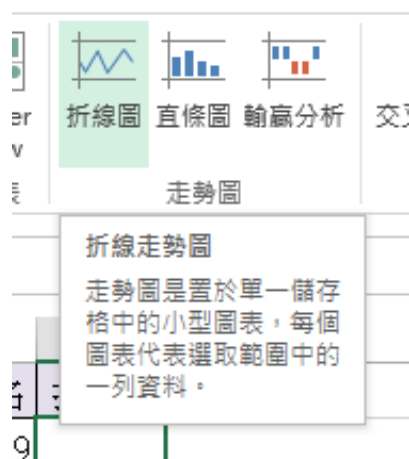 er
w
折線圖 直條圖 輸贏分析
走勢圖
折線走勢圖
走勢圖是置於單一儲存
格中的小型圖表，每個
圖表代表選取範圍中的
一列資料。
9